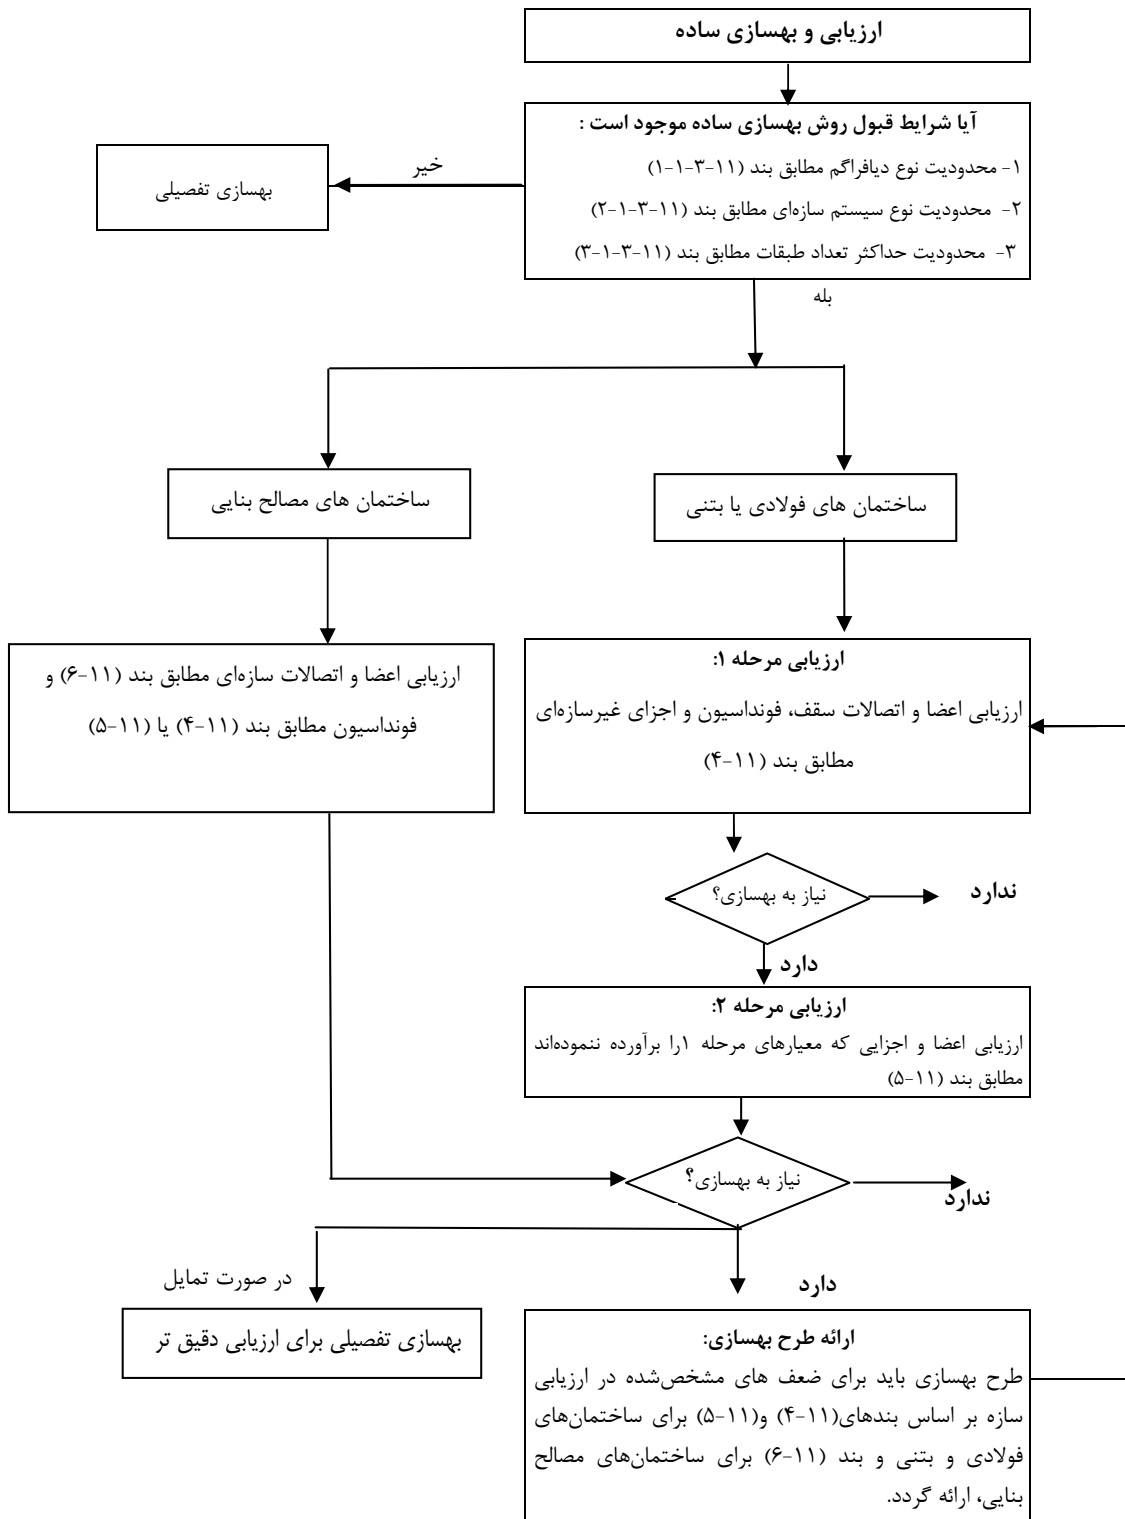 ارزیابی و بهسازی ساده
آیا شرایط قبول روش بهسازی ساده موجود است :
۱- محدودیت نوع دیافراگم مطابق بند (۱۱-۳-۱-۱)
۲- محدودیت نوع سیستم سازه‌ای مطابق بند (۱۱-۳-۱-۲)
۳- محدودیت حداکثر تعداد طبقات مطابق بند (۱۱-۳-۱-۳)
خیر
بهسازی تفصیلی
بله
ساختمان های فولادی یا بتنی
ساختمان های مصالح بنایی
ارزیابی مرحله ۱:
ارزیابی اعضا و اتصالات سقف، فونداسیون و اجزای غیرسازه‌ای
مطابق بند (۱۱-۴)
ارزیابی اعضا و اتصالات سازه‌ای مطابق بند (۱۱-۶) و
فونداسیون مطابق بند (۱۱-۴) یا (۱۱-۵)
نیاز به بهسازی؟
ندارد
دارد
ارزیابی مرحله ۲:
ارزیابی اعضا و اجزایی که معیارهای مرحله ۱را برآورده ننموده‌اند
مطابق بند (۱۱-۵)
نیاز به بهسازی؟
ندارد
دارد
در صورت تمایل
بهسازی تفصیلی برای ارزیابی دقیق تر
ارائه طرح بهسازی:
طرح بهسازی باید برای ضعف های مشخص‌شده در ارزیابی
سازه بر اساس بندهای(۱۱-۴) و(۱۱-۵) برای ساختمان‌های
فولادی و بتنی و بند (۱۱-۶) برای ساختمان‌های مصالح
بنایی، ارائه گردد.